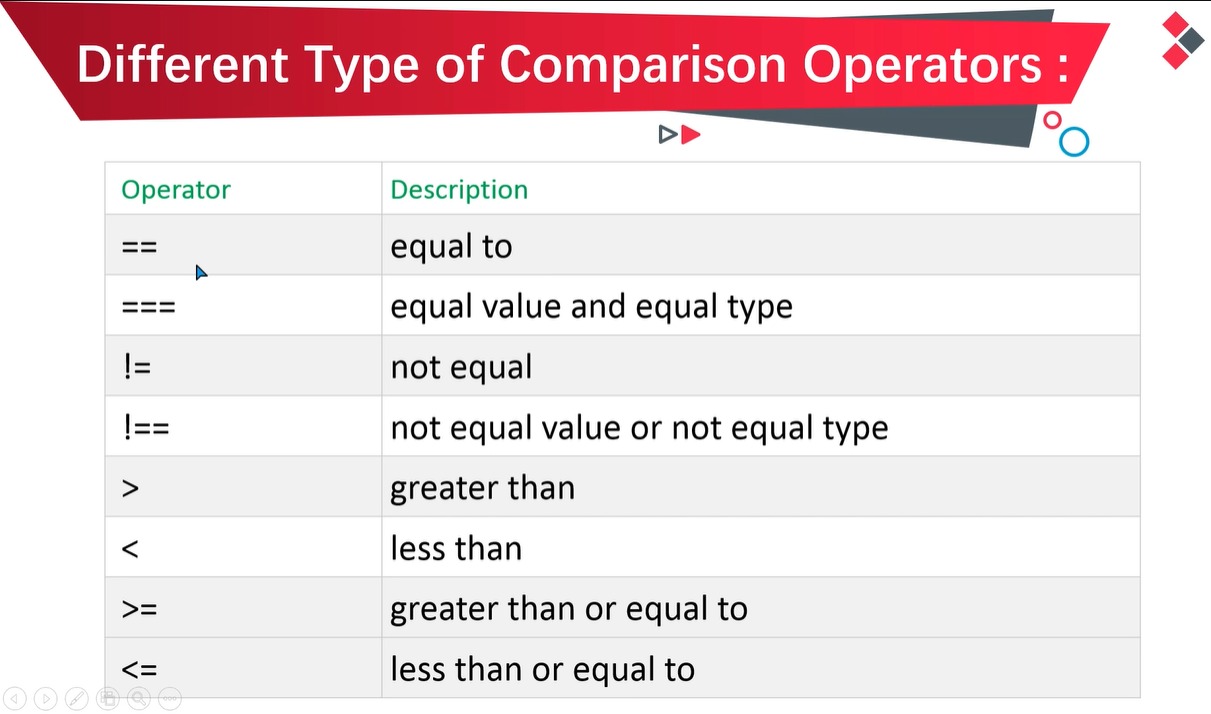 Different Type of Comparison Operators :
Operator Description
== equal to
=== equal value and equal type
!= not equal
!== not equal value or not equal type
> greater than
< less than
>= greater than or equal to
<= less than or equal to